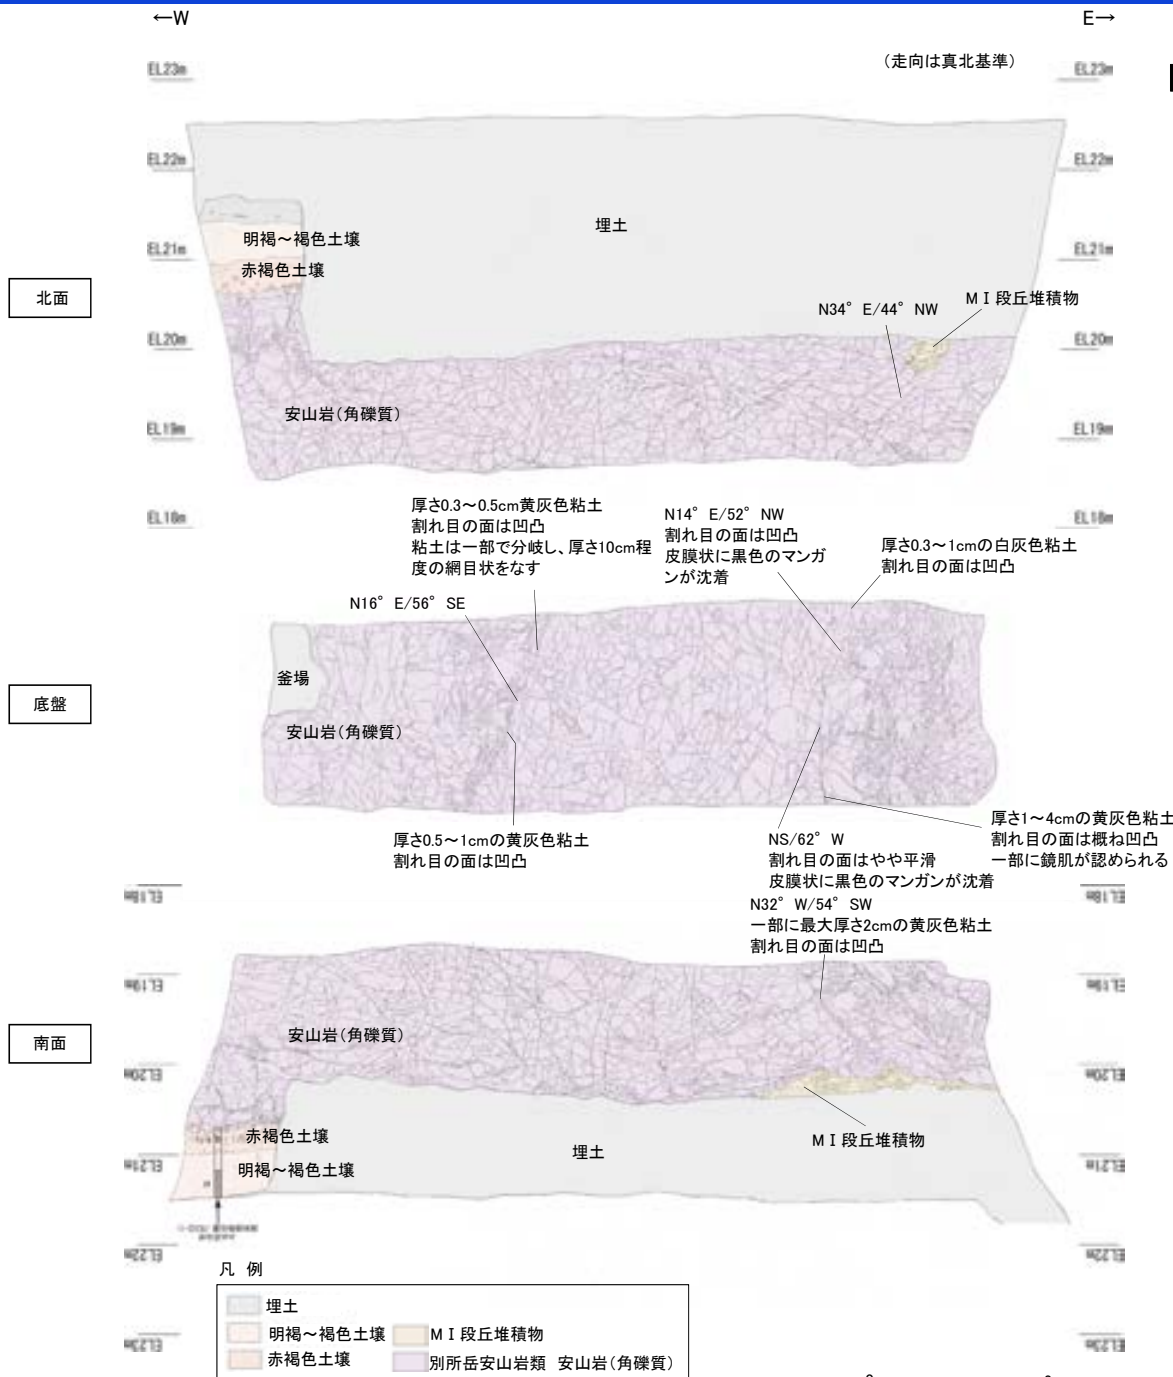 ←W
E→
(走向は真北基準)
EL23m
EL23m
EL22m
EL22m
埋土
明褐～褐色土壌
EL21m
EL21m
赤褐色土壌
北面
MⅠ段丘堆積物
N34°E/44°NW
EL20m
EL20m
安山岩(角礫質)
EL19m
EL19m
EL18m
EL18m
厚さ0.3～0.5cm黄灰色粘土
割れ目の面は凹凸
粘土は一部で分岐し、厚さ10cm程
度の網目状をなす
N14°E/52°NW
割れ目の面は凹凸
皮膜状に黒色のマンガ
ンが沈着
厚さ0.3～1cmの白灰色粘土
割れ目の面は凹凸
N16°E/56°SE
釜場
底盤
安山岩(角礫質)
厚さ0.5～1cmの黄灰色粘土
割れ目の面は凹凸
NS/62°W
割れ目の面はやや平滑
皮膜状に黒色のマンガンが沈着
厚さ1～4cmの黄灰色粘土
割れ目の面は概ね凹凸
一部に鏡肌が認められる
EL18m
EL18m
N32°W/54°SW
一部に最大厚さ2cmの黄灰色粘土
割れ目の面は凹凸
EL19m
EL19m
安山岩(角礫質)
南面
EL20m
EL20m
赤褐色土壌
MⅠ段丘堆積物
埋土
EL21m
EL21m
明褐～褐色土壌
EL22m
EL22m
凡 例
埋土
明褐～褐色土壌
MⅠ段丘堆積物
赤褐色土壌
別所岳安山岩類 安山岩(角礫質)
EL23m
EL23m